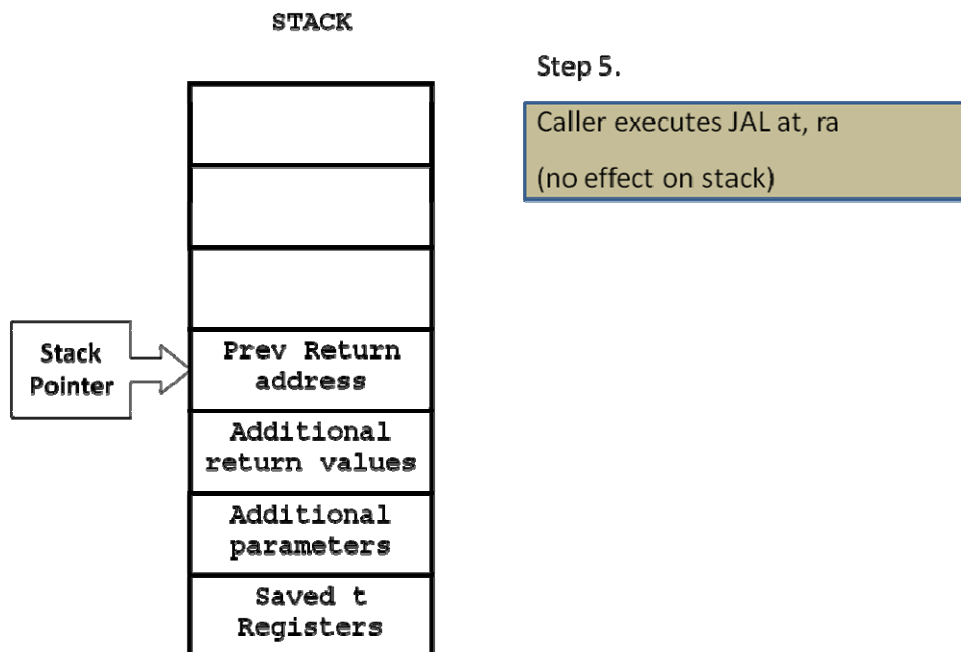 STACK
Step 5.
Caller executes JAL at, ra
(no effect on stack)
Stack
Pointer
Prev Return
address
Additional
return values
Additional
parameters
Saved t
Registers